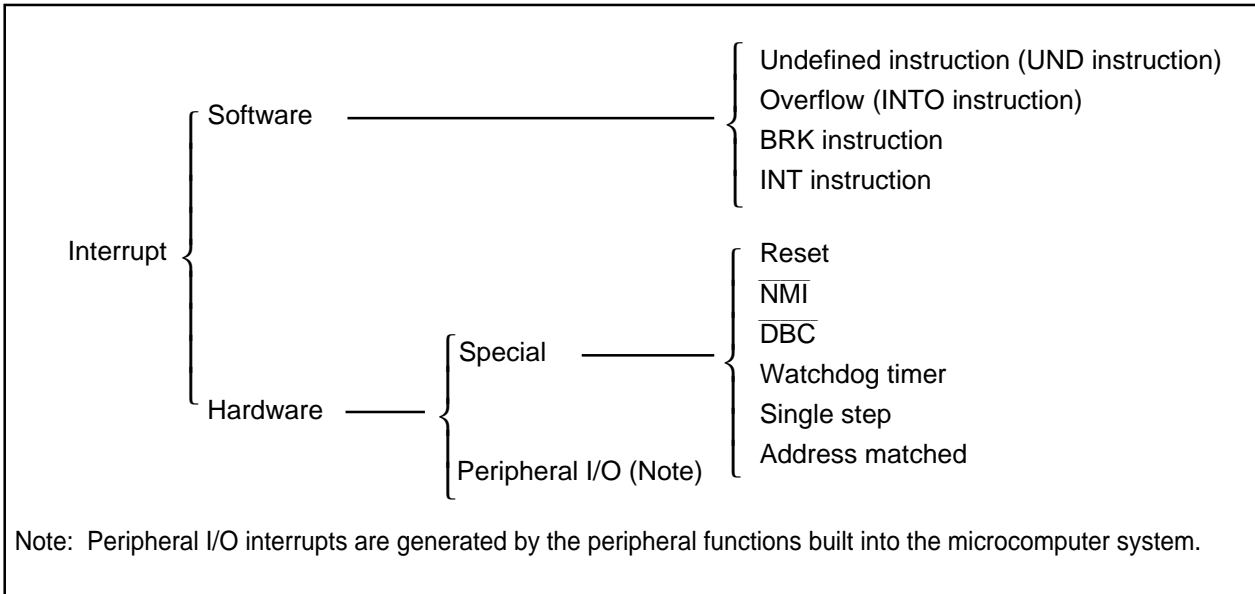 Interrupt
Software
Undefined instruction (UND instruction)
Overflow (INTO instruction)
BRK instruction
INT instruction
Hardware
Special
Reset
N̅M̅I̅
D̅B̅C̅
Watchdog timer
Single step
Address matched
Peripheral I/O (Note)
Note: Peripheral I/O interrupts are generated by the peripheral functions built into the microcomputer system.